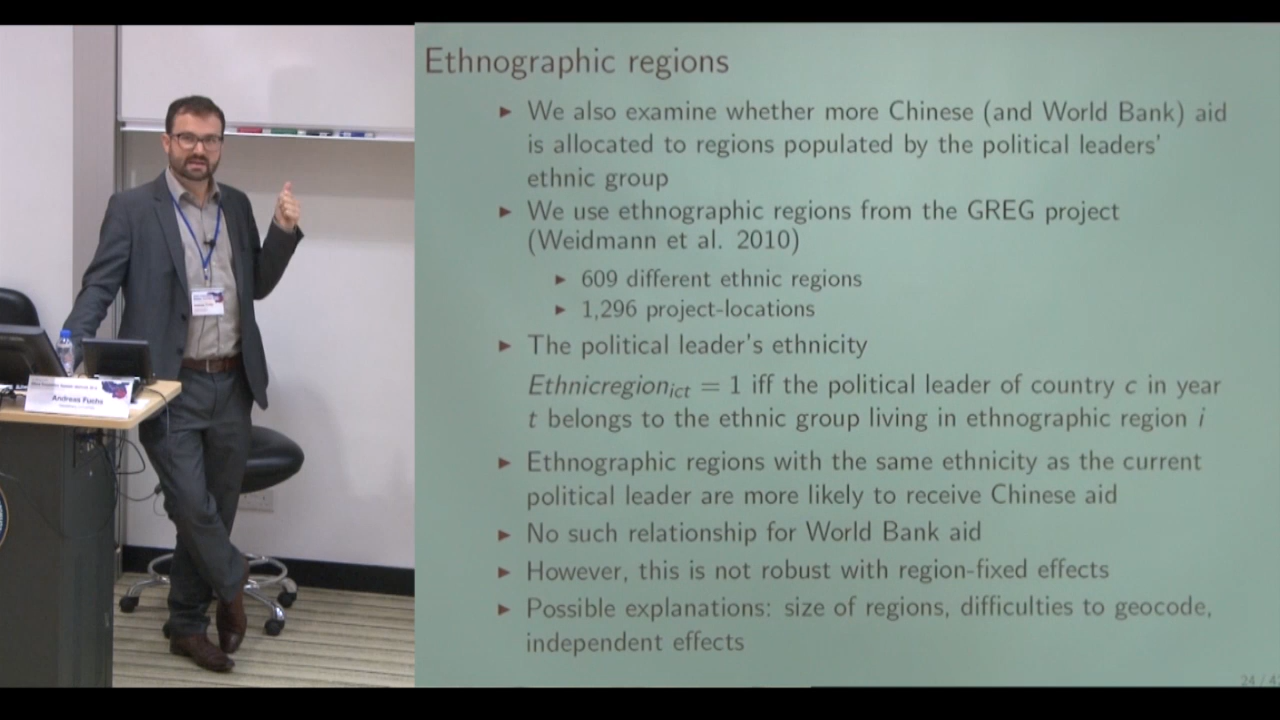 Ethnographic regions
► We also examine whether more Chinese (and World Bank) aid
is allocated to regions populated by the political leaders'
ethnic group
► We use ethnographic regions from the GREG project
(Weidmann et al. 2010)
► 609 different ethnic regions
► 1,296 project-locations
► The political leader's ethnicity
Ethnicregionict = 1 iff the political leader of country c in year
t belongs to the ethnic group living in ethnographic region i
► Ethnographic regions with the same ethnicity as the current
political leader are more likely to receive Chinese aid
► No such relationship for World Bank aid
► However, this is not robust with region-fixed effects
► Possible explanations: size of regions, difficulties to geocode,
independent effects
Andreas Fuchs